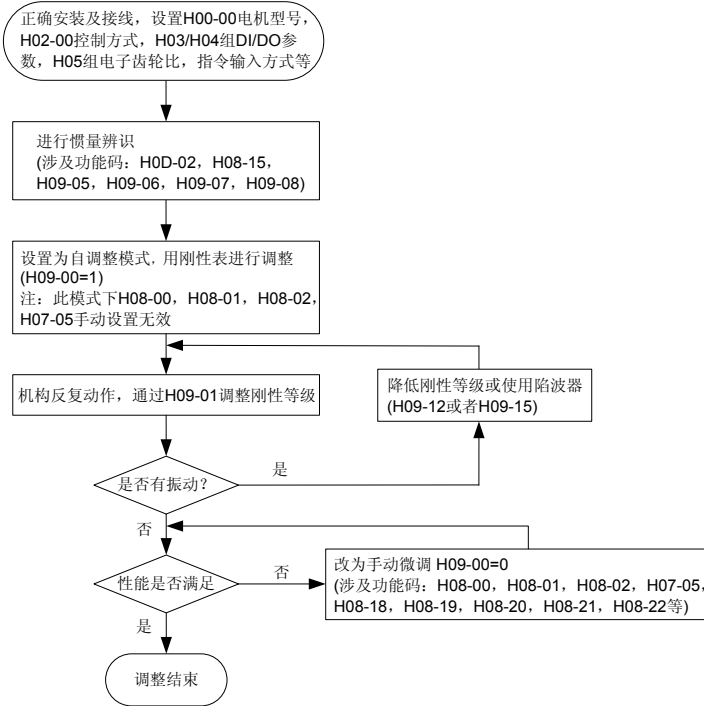 正确安装及接线，设置H00-00电机型号，
H02-00控制方式，H03/H04组DI/DO参
数，H05组电子齿轮比，指令输入方式等
进行惯量辨识
(涉及功能码：H0D-02，H08-15，
H09-05，H09-06，H09-07，H09-08)
设置为自调整模式，用刚性表进行调整
(H09-00=1)
注：此模式下H08-00，H08-01，H08-02，
H07-05手动设置无效
机构反复动作，通过H09-01调整刚性等级
降低刚性等级或使用陷波器
(H09-12或者H09-15)
是否有振动？
是
否
性能是否满足
否
改为手动微调 H09-00=0
(涉及功能码：H08-00，H08-01，H08-02，H07-05，
H08-18，H08-19，H08-20，H08-21，H08-22等)
是
调整结束